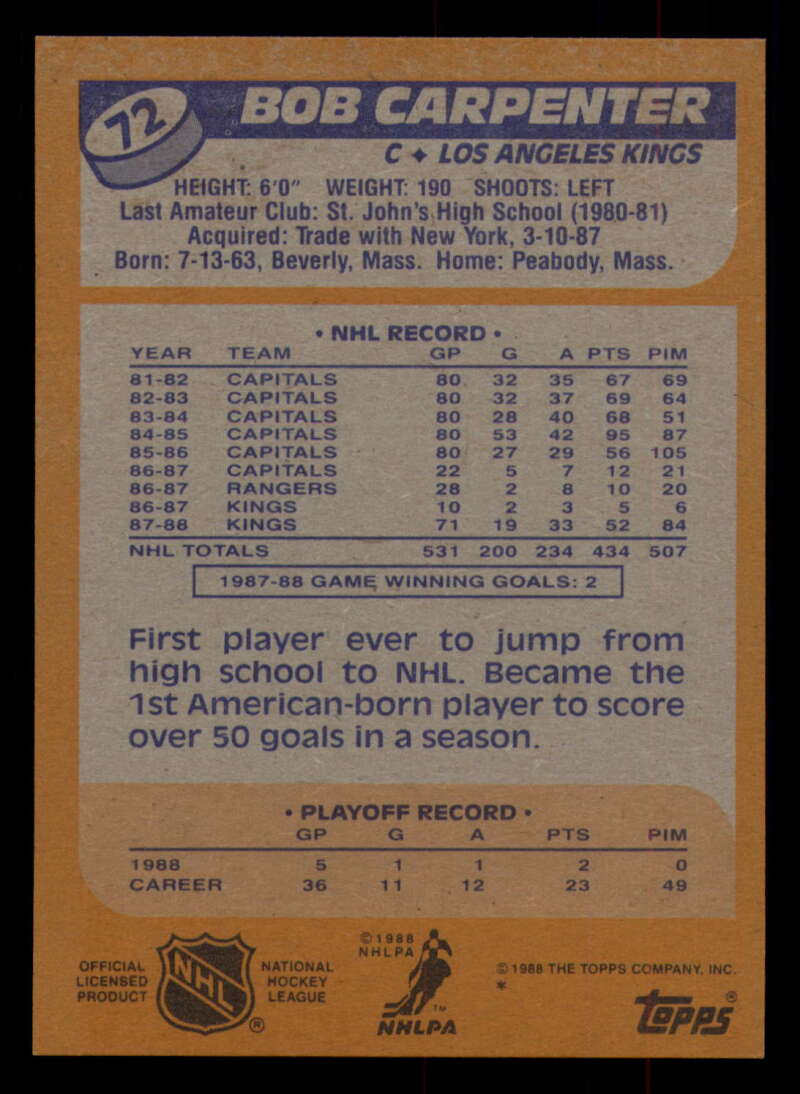 72
BOB CARPENTER
C ✦ LOS ANGELES KINGS
HEIGHT: 6'0" WEIGHT: 190 SHOOTS: LEFT
Last Amateur Club: St. John's High School (1980-81)
Acquired: Trade with New York, 3-10-87
Born: 7-13-63, Beverly, Mass. Home: Peabody, Mass.
• NHL RECORD •
YEAR TEAM GP G A PTS PIM
81-82 CAPITALS 80 32 35 67 69
82-83 CAPITALS 80 32 37 69 64
83-84 CAPITALS 80 28 40 68 51
84-85 CAPITALS 80 53 42 95 87
85-86 CAPITALS 80 27 29 56 105
86-87 CAPITALS 22 5 7 12 21
86-87 RANGERS 28 2 8 10 20
86-87 KINGS 10 2 3 5 6
87-88 KINGS 71 19 33 52 84
NHL TOTALS 531 200 234 434 507
1987-88 GAME WINNING GOALS: 2
First player ever to jump from
high school to NHL. Became the
1st American-born player to score
over 50 goals in a season.
• PLAYOFF RECORD •
GP G A PTS PIM
1988 5 1 1 2 0
CAREER 36 11 12 23 49
OFFICIAL
LICENSED
PRODUCT
NHL ®
NATIONAL
HOCKEY
LEAGUE
© 1988
NHLPA
™
NHLPA
© 1988 THE TOPPS COMPANY, INC.
*
TOPPS ®